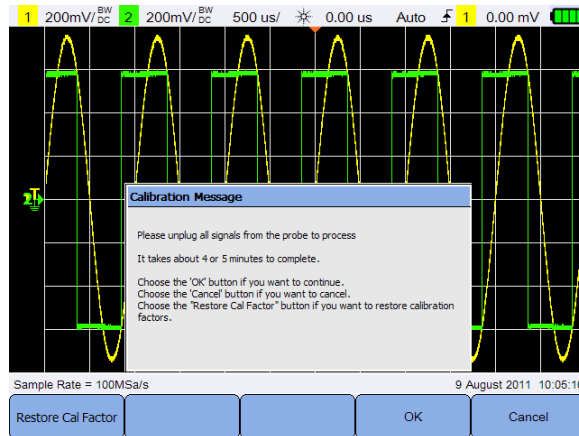 1 200mV/ BW DC 2 200mV/ BW DC 500 us/ 0.00 us Auto 1 0.00 mV
2
Calibration Message
Please unplug all signals from the probe to process
It takes about 4 or 5 minutes to complete.
Choose the 'OK' button if you want to continue.
Choose the 'Cancel' button if you want to cancel.
Choose the "Restore Cal Factor" button if you want to restore calibration
factors.
Sample Rate = 100MSa/s 9 August 2011 10:05:10
Restore Cal Factor OK Cancel